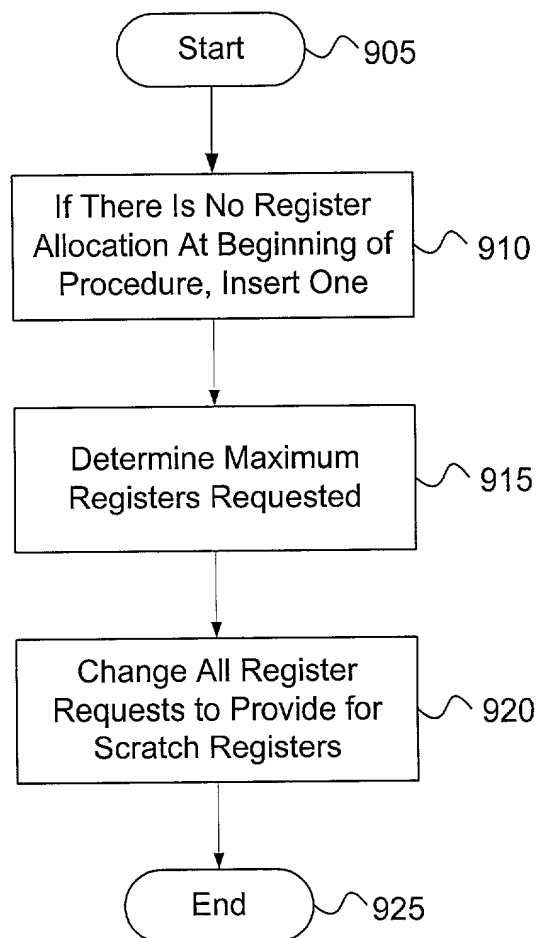 Start
905
If There Is No Register
Allocation At Beginning of
Procedure, Insert One
910
Determine Maximum
Registers Requested
915
Change All Register
Requests to Provide for
Scratch Registers
920
End
925